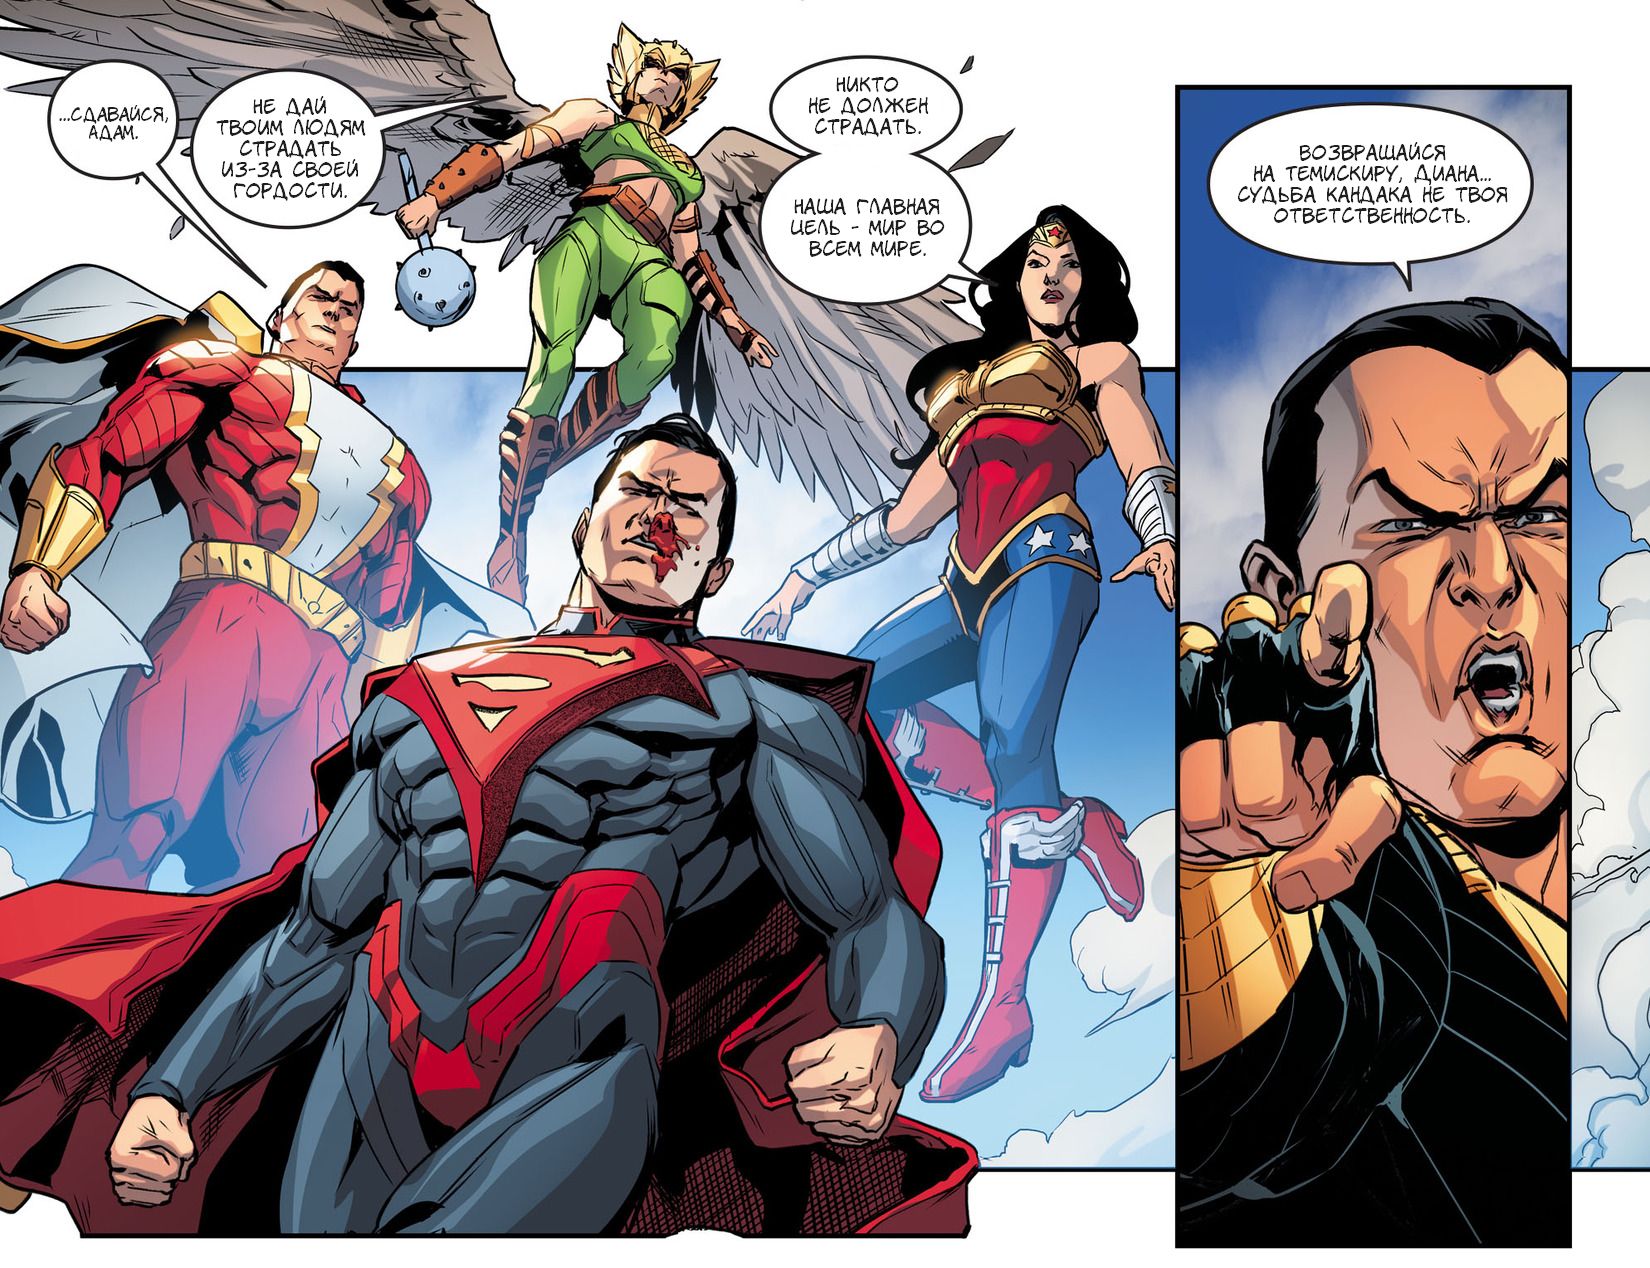 ...СДАВАЙСЯ,
АДАМ.
НЕ ДАЙ
ТВОИМ ЛЮДЯМ
СТРАДАТЬ
ИЗ-ЗА СВОЕЙ
ГОРДОСТИ.
НИКТО
НЕ ДОЛЖЕН
СТРАДАТЬ.
НАША ГЛАВНАЯ
ЦЕЛЬ - МИР ВО
ВСЕМ МИРЕ.
ВОЗВРАЩАЙСЯ
НА ТЕМИСКИРУ, ДИАНА...
СУДЬБА КАНДАКА НЕ ТВОЯ
ОТВЕТСТВЕННОСТЬ.